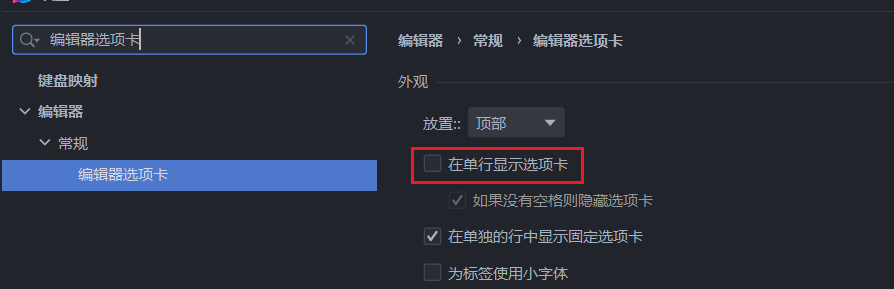 编辑器选项卡
键盘映射
编辑器
常规
编辑器选项卡
编辑器 › 常规 › 编辑器选项卡
外观
放置:: 顶部
在单行显示选项卡
如果没有空格则隐藏选项卡
在单独的行中显示固定选项卡
为标签使用小字体